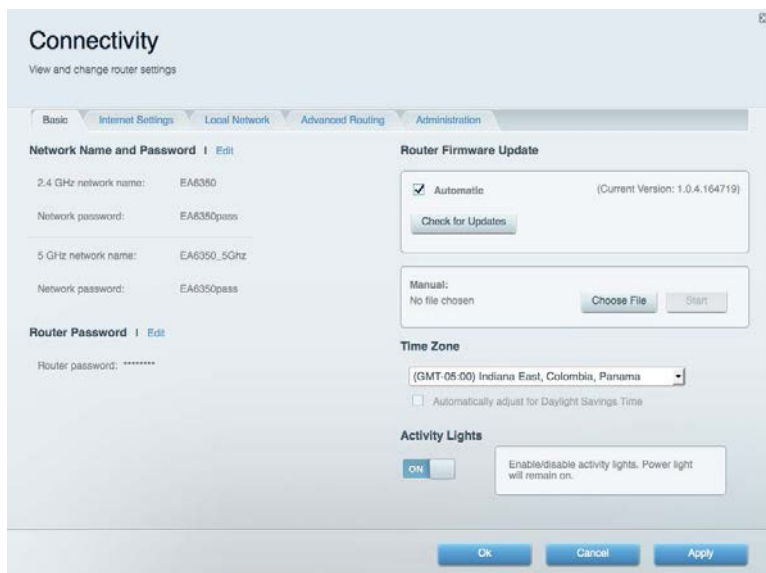 Connectivity
View and change router settings
Basic
Internet Settings
Local Network
Advanced Routing
Administration
Network Name and Password | Edit
2.4 GHz network name: EA6350
Network password: EA6350pass
5 GHz network name: EA6350_5Ghz
Network password: EA6350pass
Router Password | Edit
Router password: ********
Router Firmware Update
Automatic
(Current Version: 1.0.4.164719)
Check for Updates
Manual:
No file chosen
Choose File
Start
Time Zone
(GMT-05:00) Indiana East, Colombia, Panama
Automatically adjust for Daylight Savings Time
Activity Lights
ON
Enable/disable activity lights. Power light
will remain on.
Ok
Cancel
Apply